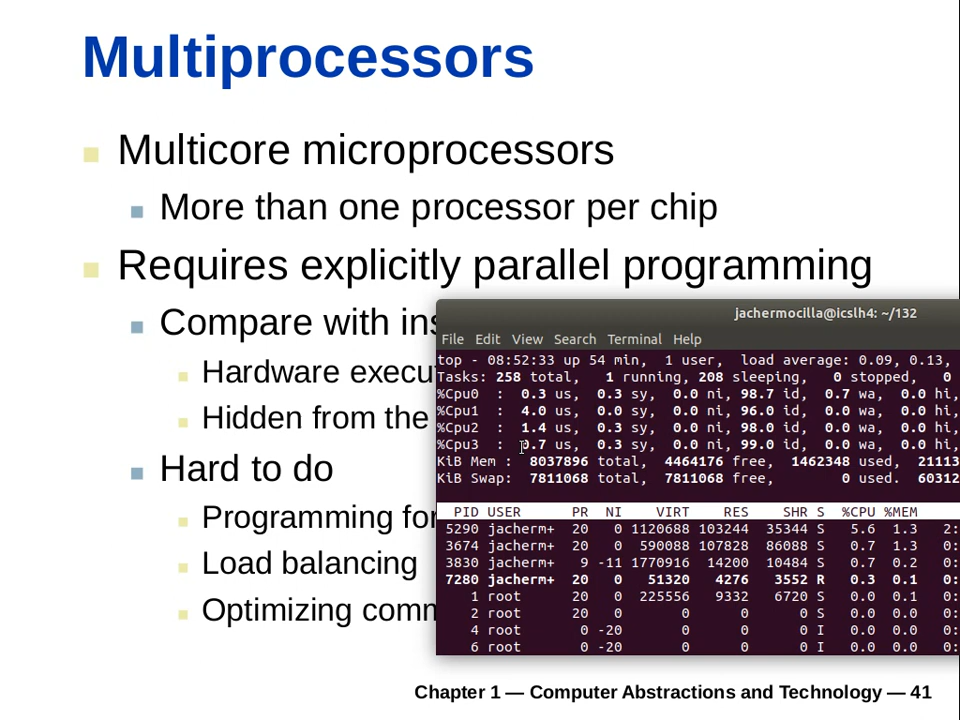 Multiprocessors
Multicore microprocessors
More than one processor per chip
Requires explicitly parallel programming
Compare with ins
Hardware execu
Hidden from the
Hard to do
Programming for
Load balancing
Optimizing comm
jachermocilla@icslh4: ~/132
File Edit View Search Terminal Help
top - 08:52:33 up 54 min, 1 user, load average: 0.09, 0.13,
Tasks: 258 total, 1 running, 208 sleeping, 0 stopped, 0
%Cpu0 : 0.3 us, 0.3 sy, 0.0 ni, 98.7 id, 0.7 wa, 0.0 hi,
%Cpu1 : 4.0 us, 0.0 sy, 0.0 ni, 96.0 id, 0.0 wa, 0.0 hi,
%Cpu2 : 1.4 us, 0.3 sy, 0.0 ni, 98.0 id, 0.0 wa, 0.0 hi,
%Cpu3 : 0.7 us, 0.3 sy, 0.0 ni, 99.0 id, 0.0 wa, 0.0 hi,
KiB Mem : 8037896 total, 4464176 free, 1462348 used, 21113
KiB Swap: 7811068 total, 7811068 free, 0 used. 60312
PID USER PR NI VIRT RES SHR S %CPU %MEM
5290 jacherm+ 20 0 1120688 103244 35344 S 5.6 1.3 2:
3674 jacherm+ 20 0 590088 107828 86088 S 0.7 1.3 0:
3830 jacherm+ 9 -11 1770916 14200 10484 S 0.7 0.2 0:
7280 jacherm+ 20 0 51320 4276 3552 R 0.3 0.1 0:
1 root 20 0 225556 9332 6720 S 0.0 0.1 0:
2 root 20 0 0 0 0 S 0.0 0.0 0:
4 root 0 -20 0 0 0 I 0.0 0.0 0:
6 root 0 -20 0 0 0 I 0.0 0.0 0:
Chapter 1 — Computer Abstractions and Technology — 41